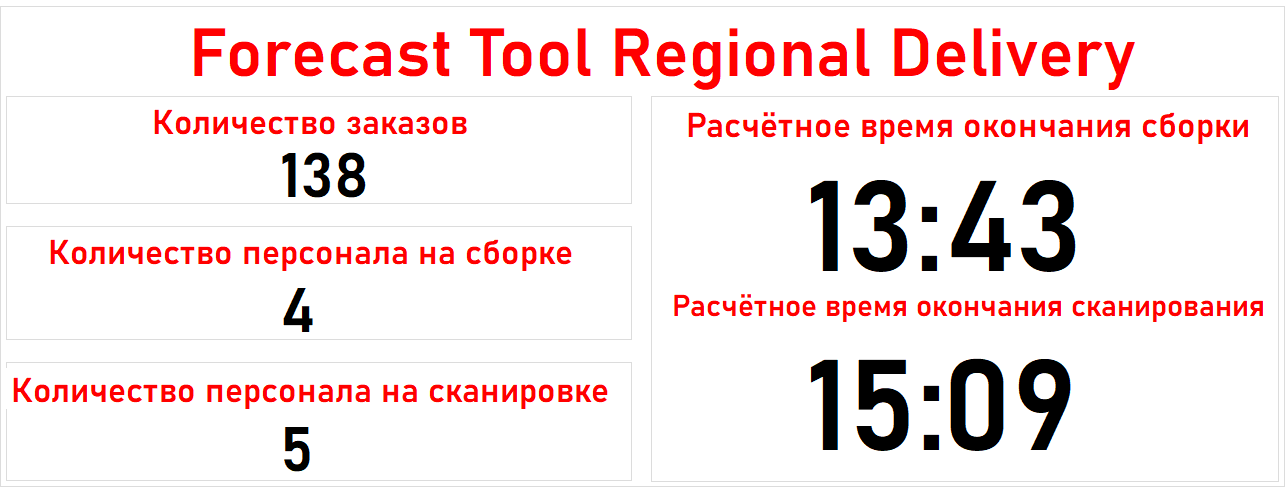 Forecast Tool Regional Delivery
Количество заказов
138
Количество персонала на сборке
4
Количество персонала на сканировке
5
Расчётное время окончания сборки
13:43
Расчётное время окончания сканирования
15:09